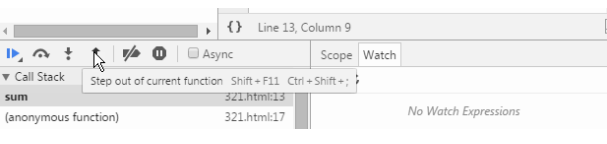 {} Line 13, Column 9
Async
Scope Watch
Call Stack
Step out of current function Shift+F11 Ctrl+Shift+;
sum 321.html:13
No Watch Expressions
(anonymous function) 321.html:17